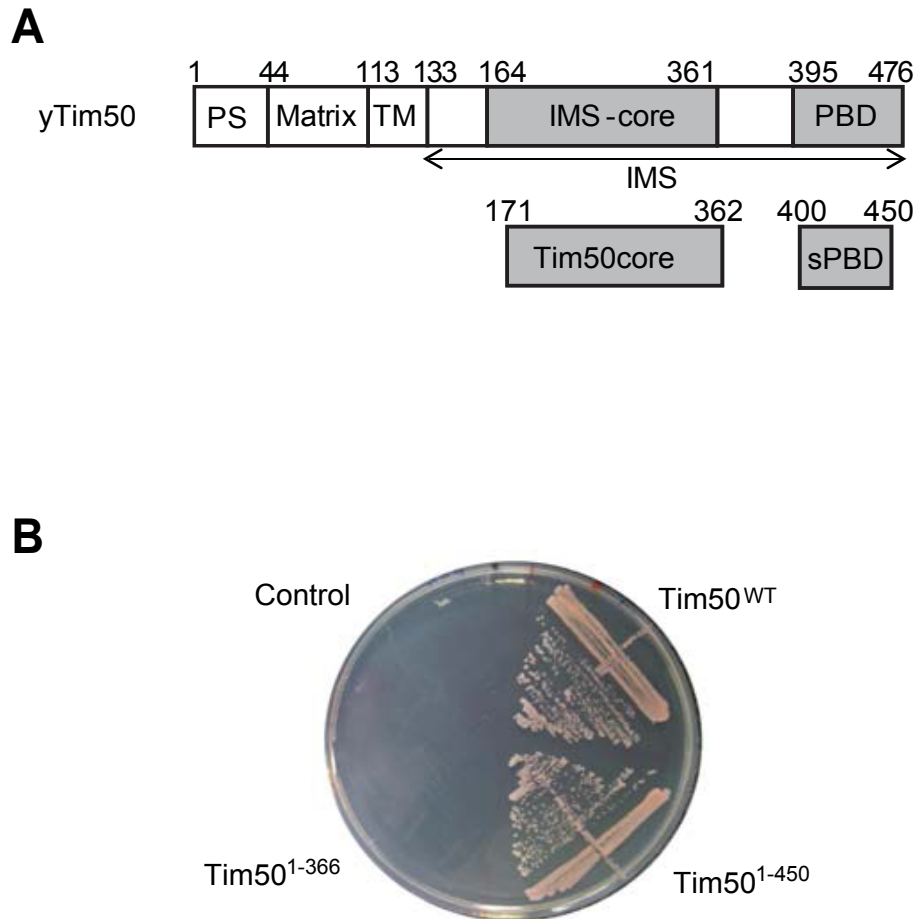 A
1 44 113 133 164 361 395 476
yTim50 PS Matrix TM IMS-core PBD
IMS
171 362 400 450
Tim50core sPBD
B
Control Tim50WT
Tim501-366 Tim501-450